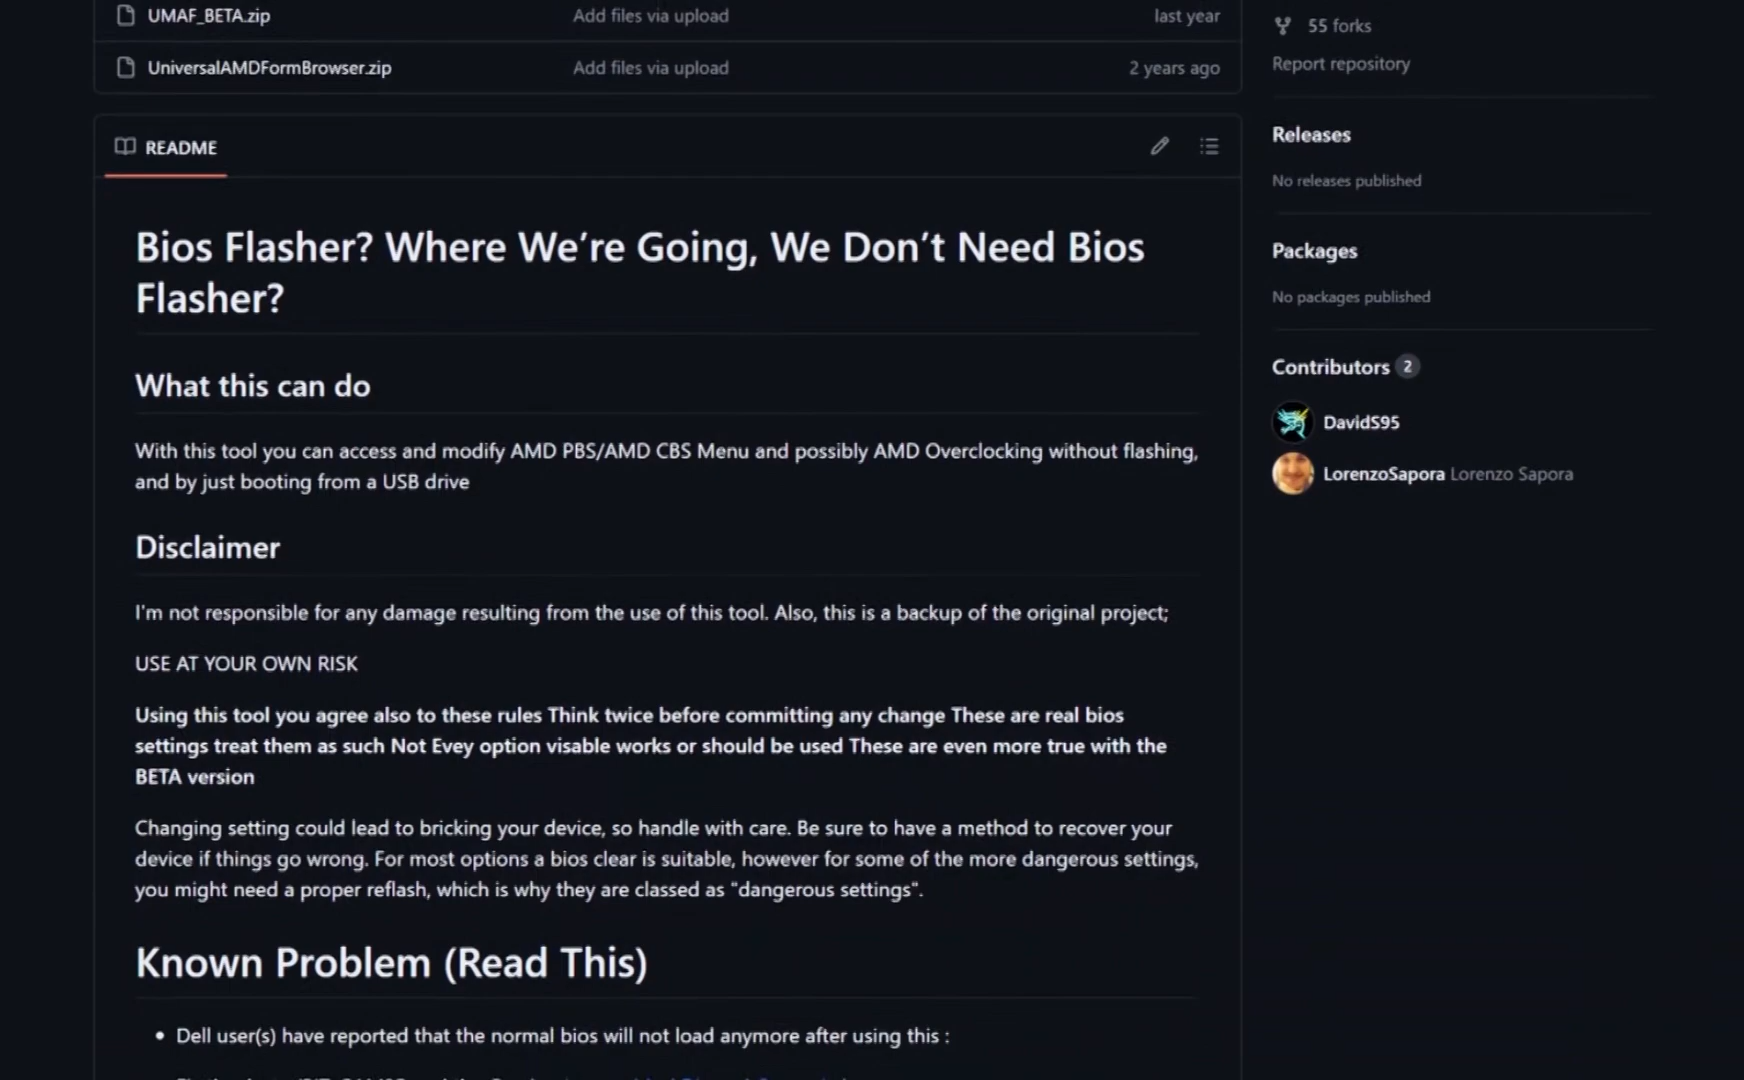 UMAF_BETA.zip Add files via upload last year
UniversalAMDFormBrowser.zip Add files via upload 2 years ago
README
Bios Flasher? Where We’re Going, We Don’t Need Bios
Flasher?
What this can do
With this tool you can access and modify AMD PBS/AMD CBS Menu and possibly AMD Overclocking without flashing,
and by just booting from a USB drive
Disclaimer
I'm not responsible for any damage resulting from the use of this tool. Also, this is a backup of the original project;
USE AT YOUR OWN RISK
Using this tool you agree also to these rules Think twice before committing any change These are real bios
settings treat them as such Not Evey option visable works or should be used These are even more true with the
BETA version
Changing setting could lead to bricking your device, so handle with care. Be sure to have a method to recover your
device if things go wrong. For most options a bios clear is suitable, however for some of the more dangerous settings,
you might need a proper reflash, which is why they are classed as "dangerous settings".
Known Problem (Read This)
• Dell user(s) have reported that the normal bios will not load anymore after using this :
55 forks
Report repository
Releases
No releases published
Packages
No packages published
Contributors 2
DavidS95
LorenzoSapora Lorenzo Sapora